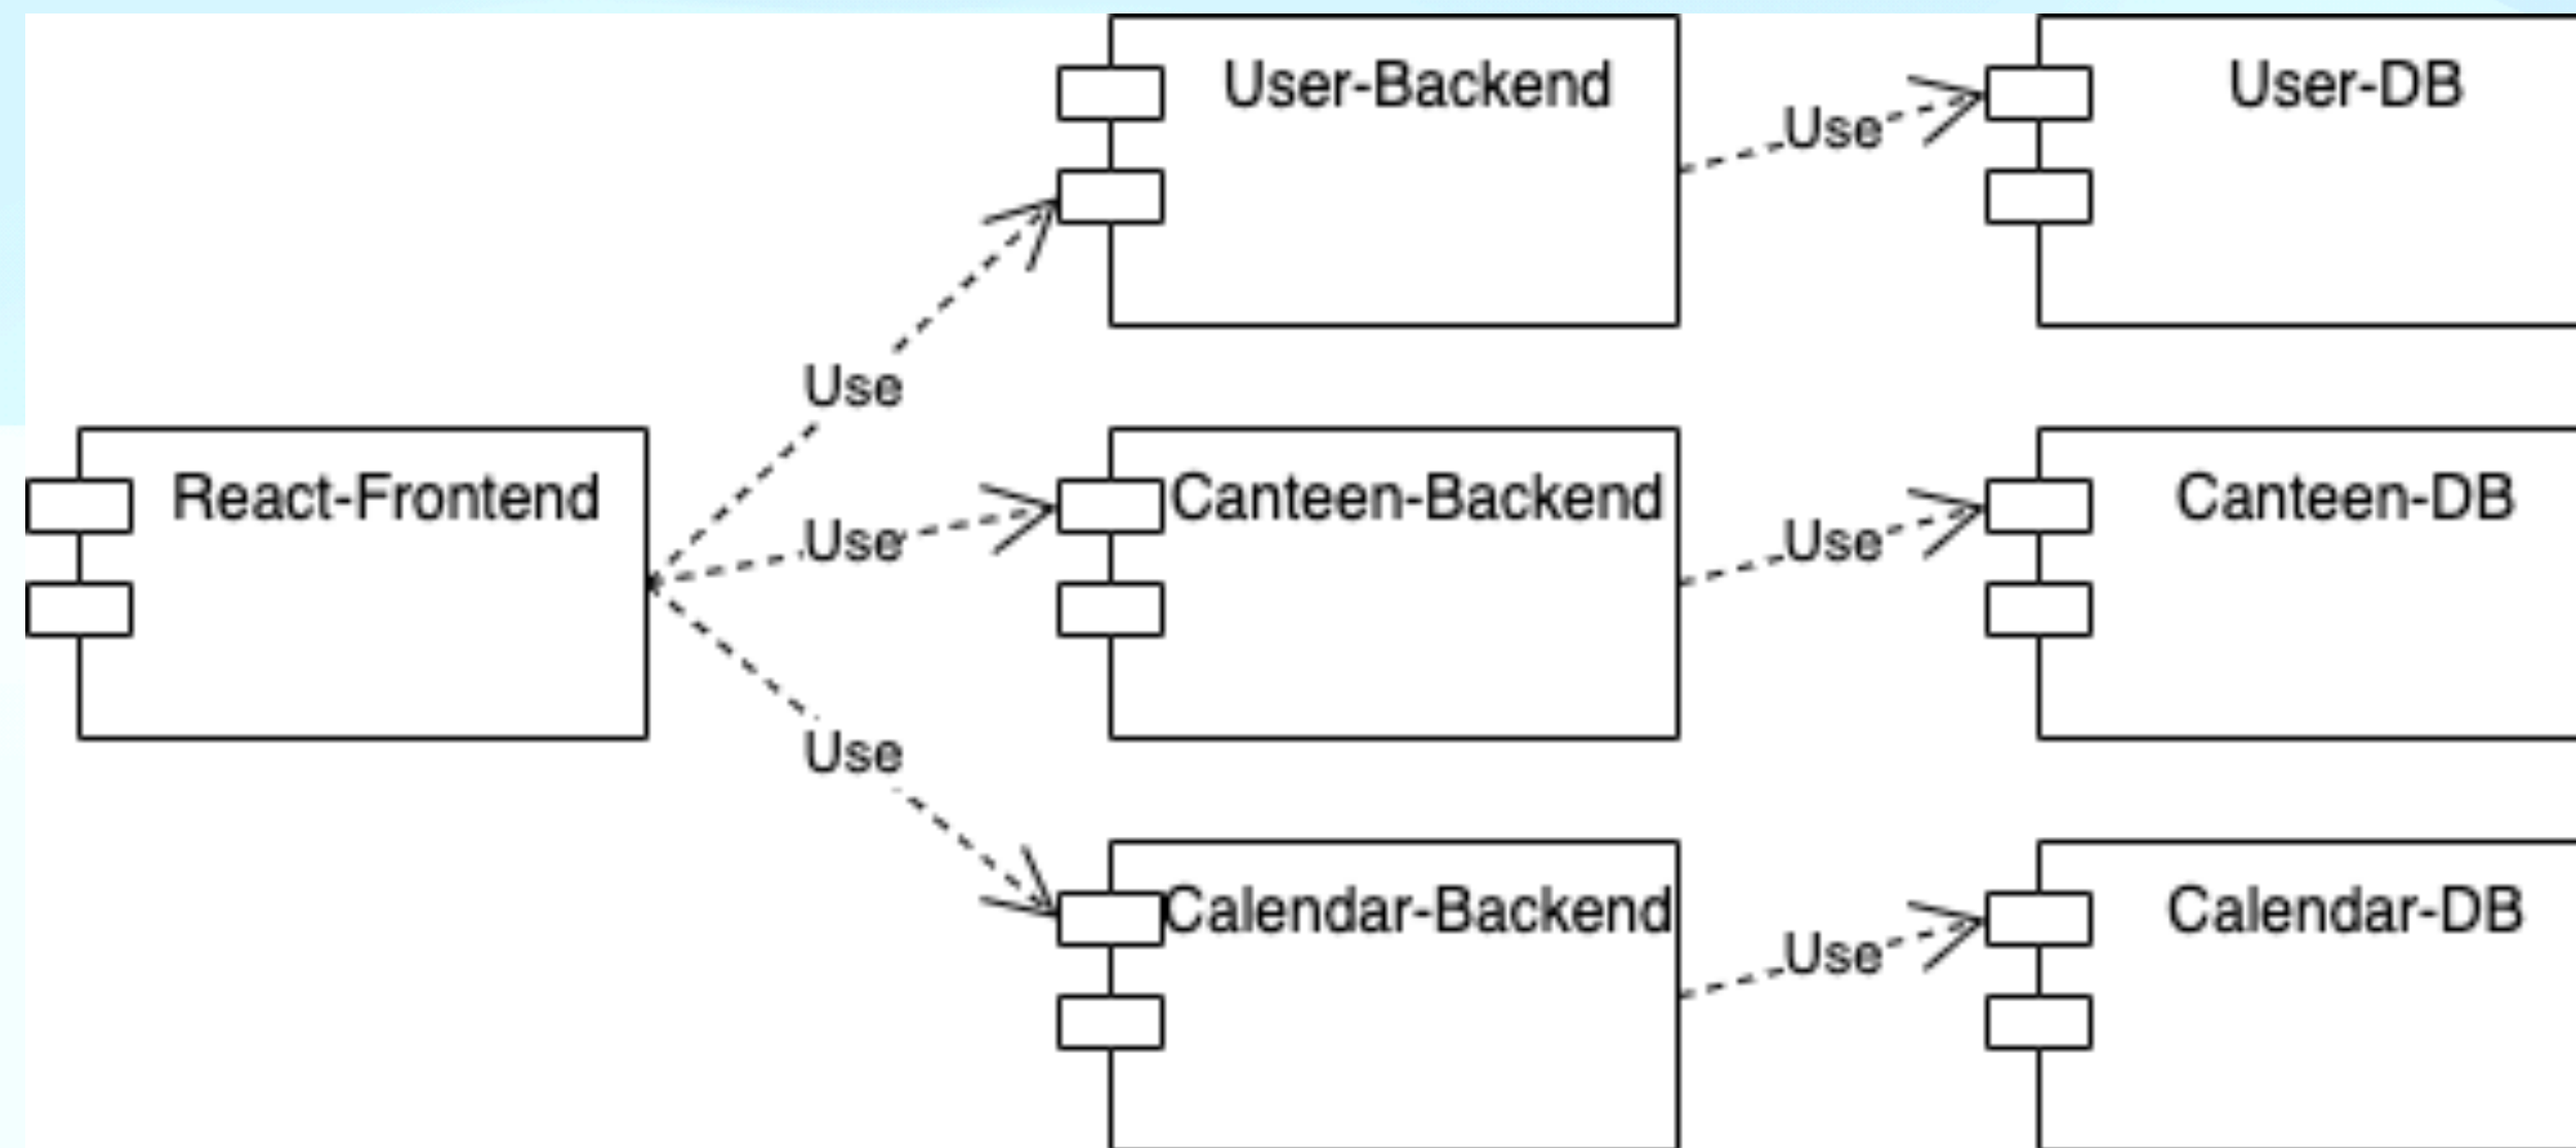 User-Backend
User-DB
Use
Use
React-Frontend
Canteen-Backend
Canteen-DB
Use
Use
Use
Calendar-Backend
Calendar-DB
Use